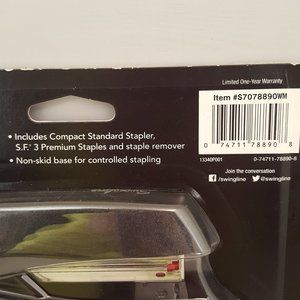 Limited One-Year Warranty
Item #S7078890WM
• Includes Compact Standard Stapler,
S.F.® 3 Premium Staples and staple remover
• Non-skid base for controlled stapling
0 74711 78890 8
13340P001
0-74711-78890-8
Join the conversation
/swingline @swingline